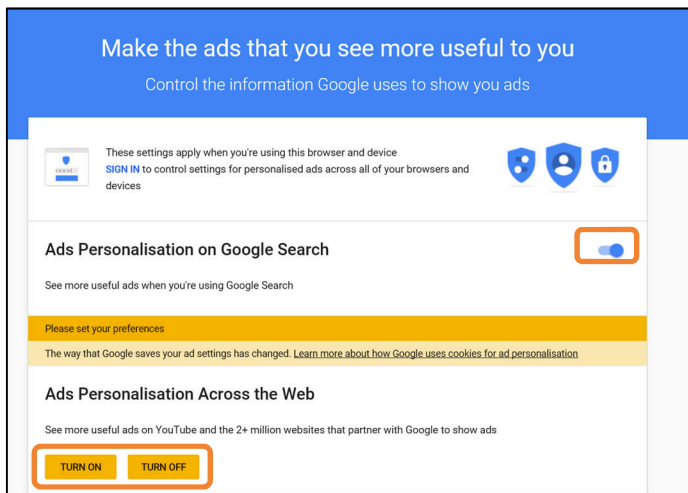 Make the ads that you see more useful to you
Control the information Google uses to show you ads
These settings apply when you're using this browser and device
SIGN IN to control settings for personalised ads across all of your browsers and
devices
Ads Personalisation on Google Search
See more useful ads when you're using Google Search
Please set your preferences
The way that Google saves your ad settings has changed. Learn more about how Google uses cookies for ad personalisation
Ads Personalisation Across the Web
See more useful ads on YouTube and the 2+ million websites that partner with Google to show ads
TURN ON TURN OFF